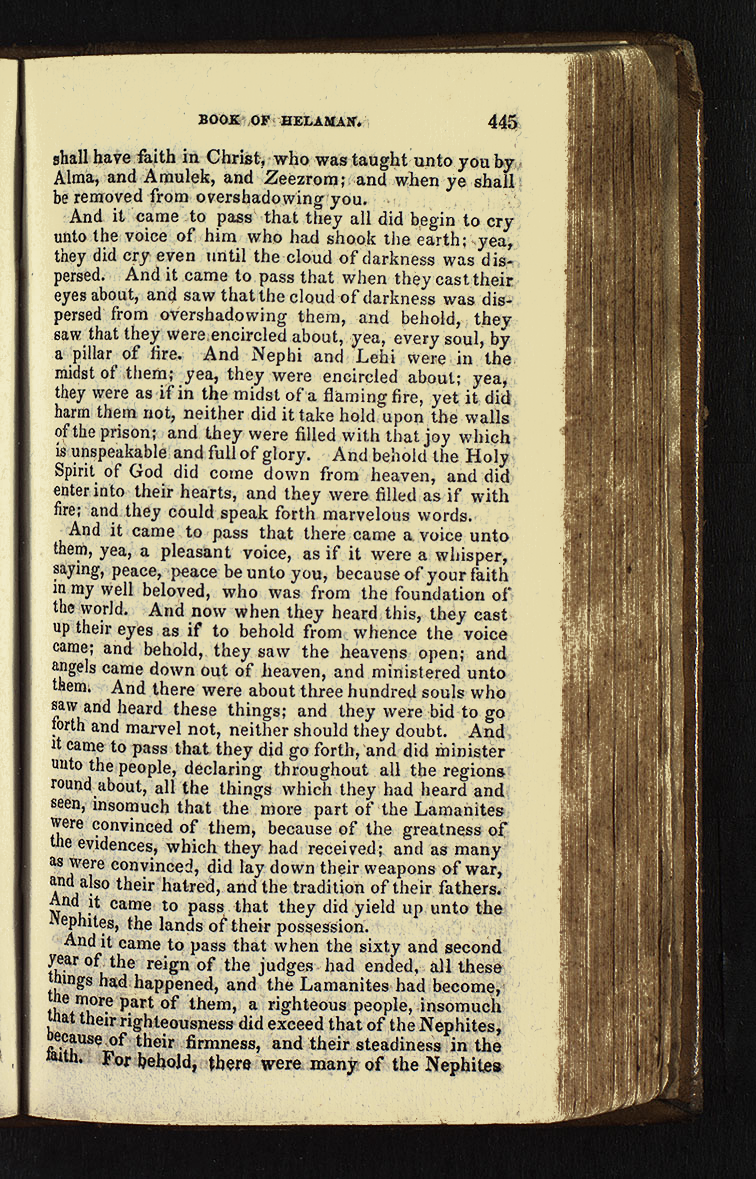 BOOK OF HELAMAN. 445
shall have faith in Christ, who was taught unto you by
Alma, and Amulek, and Zeezrom; and when ye shall
be removed from overshadowing you.
And it came to pass that they all did begin to cry
unto the voice of him who had shook the earth; yea,
they did cry even until the cloud of darkness was dis-
persed. And it came to pass that when they cast their
eyes about, and saw that the cloud of darkness was dis-
persed from overshadowing them, and behold, they
saw that they were encircled about, yea, every soul, by
a pillar of fire. And Nephi and Lehi were in the
midst of them; yea, they were encircled about; yea,
they were as if in the midst of a flaming fire, yet it did
harm them not, neither did it take hold upon the walls
of the prison; and they were filled with that joy which
is unspeakable and full of glory. And behold the Holy
Spirit of God did come down from heaven, and did
enter into their hearts, and they were filled as if with
fire; and they could speak forth marvelous words.
And it came to pass that there came a voice unto
them, yea, a pleasant voice, as if it were a whisper,
saying, peace, peace be unto you, because of your faith
in my well beloved, who was from the foundation of
the world. And now when they heard this, they cast
up their eyes as if to behold from whence the voice
came; and behold, they saw the heavens open; and
angels came down out of heaven, and ministered unto
them. And there were about three hundred souls who
saw and heard these things; and they were bid to go
forth and marvel not, neither should they doubt. And
it came to pass that they did go forth, and did minister
unto the people, declaring throughout all the regions
round about, all the things which they had heard and
seen, insomuch that the more part of the Lamanites
were convinced of them, because of the greatness of
the evidences, which they had received; and as many
as were convinced, did lay down their weapons of war,
and also their hatred, and the tradition of their fathers.
And it came to pass that they did yield up unto the
Nephites, the lands of their possession.
And it came to pass that when the sixty and second
year of the reign of the judges had ended, all these
things had happened, and the Lamanites had become,
the more part of them, a righteous people, insomuch
that their righteousness did exceed that of the Nephites,
because of their firmness, and their steadiness in the
faith. For behold, there were many of the Nephites